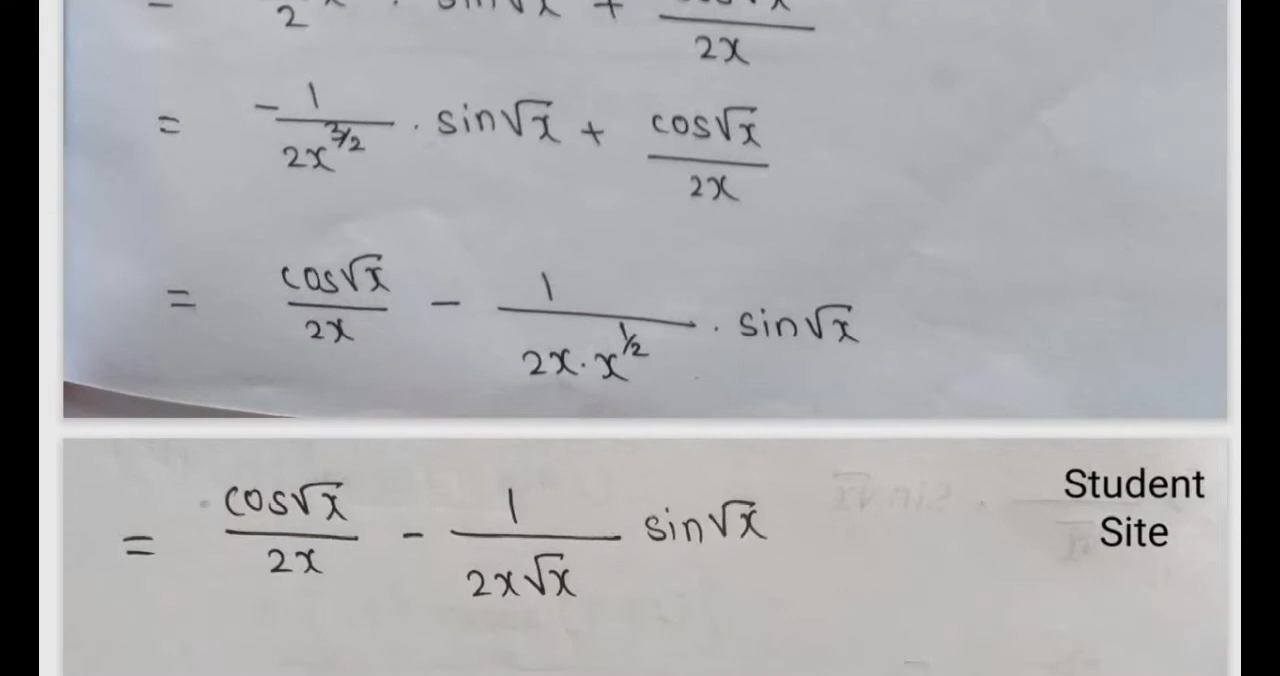 = -1/2x^3/2 · sin√x + cos√x/2x
= cos√x/2x - 1/2x·x^1/2 · sin√x
= cos√x/2x - 1/2x√x sin√x
Student
Site